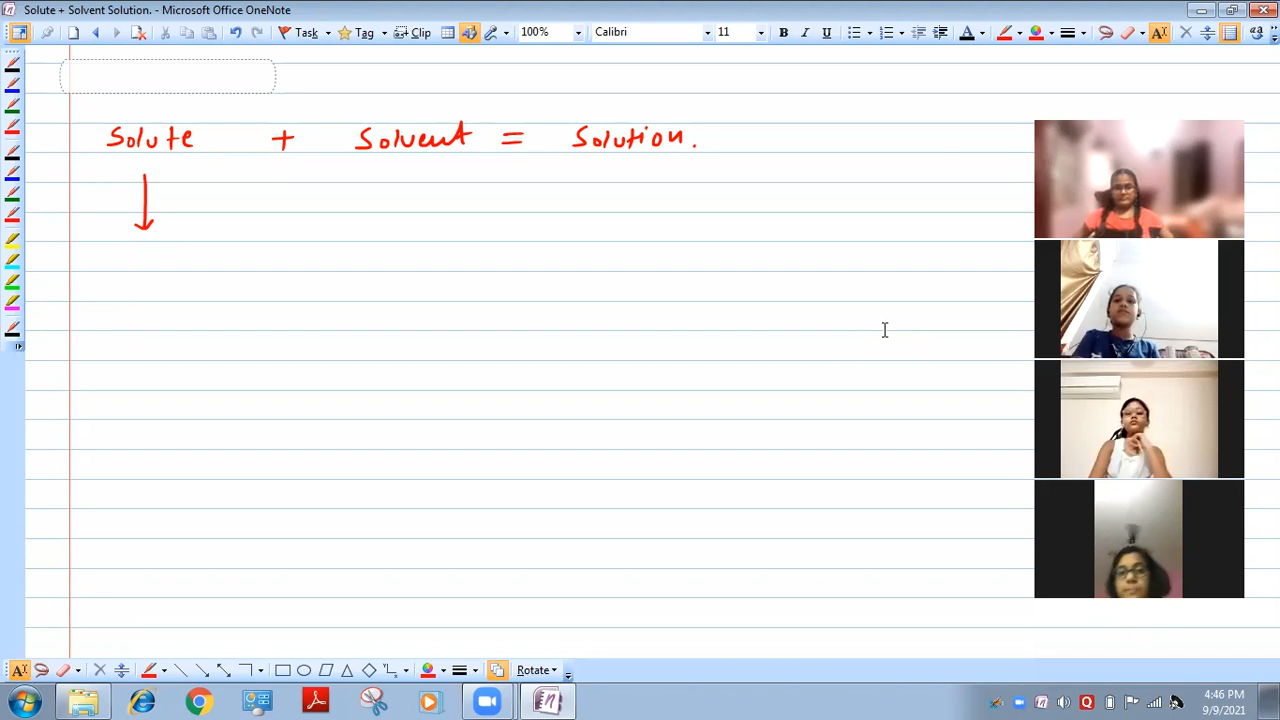 Solute + Solvent Solution. - Microsoft Office OneNote
Task Tag Clip 100% Calibri 11 B I U A
Solute + Solvent = Solution.
Rotate
4:46 PM
9/9/2021